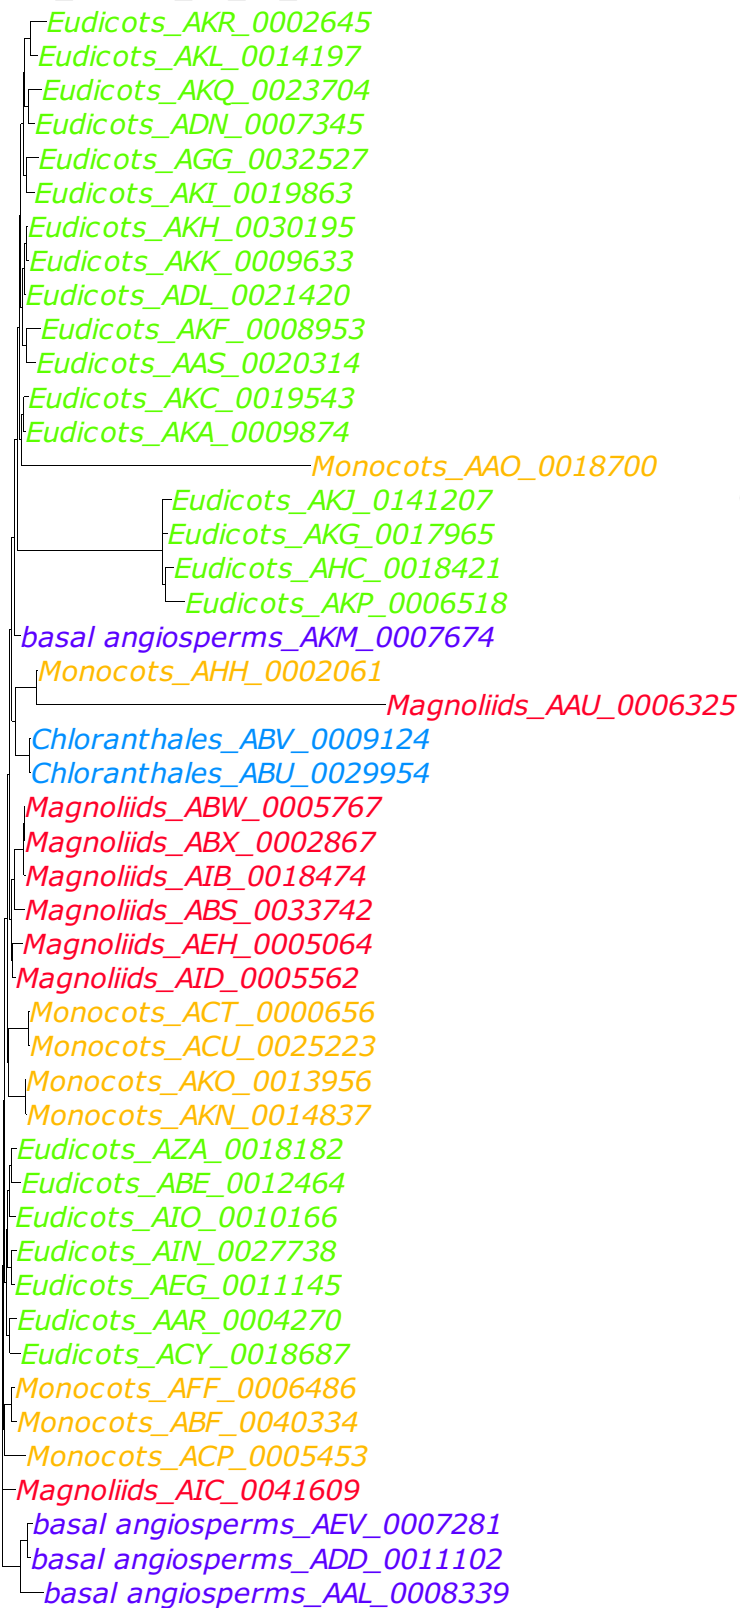 Eudicots_AKR_0002645
Eudicots_AKL_0014197
Eudicots_AKQ_0023704
Eudicots_ADN_0007345
Eudicots_AGG_0032527
Eudicots_AKI_0019863
Eudicots_AKH_0030195
Eudicots_AKK_0009633
Eudicots_ADL_0021420
Eudicots_AKF_0008953
Eudicots_AAS_0020314
Eudicots_AKC_0019543
Eudicots_AKA_0009874
Monocots_AAO_0018700
Eudicots_AKJ_0141207
Eudicots_AKG_0017965
Eudicots_AHC_0018421
Eudicots_AKP_0006518
basal angiosperms_AKM_0007674
Monocots_AHH_0002061
Magnoliids_AAU_0006325
Chloranthales_ABV_0009124
Chloranthales_ABU_0029954
Magnoliids_ABW_0005767
Magnoliids_ABX_0002867
Magnoliids_AIB_0018474
Magnoliids_ABS_0033742
Magnoliids_AEH_0005064
Magnoliids_AID_0005562
Monocots_ACT_0000656
Monocots_ACU_0025223
Monocots_AKO_0013956
Monocots_AKN_0014837
Eudicots_AZA_0018182
Eudicots_ABE_0012464
Eudicots_AIO_0010166
Eudicots_AIN_0027738
Eudicots_AEG_0011145
Eudicots_AAR_0004270
Eudicots_ACY_0018687
Monocots_AFF_0006486
Monocots_ABF_0040334
Monocots_ACP_0005453
Magnoliids_AIC_0041609
basal angiosperms_AEV_0007281
basal angiosperms_ADD_0011102
basal angiosperms_AAL_0008339